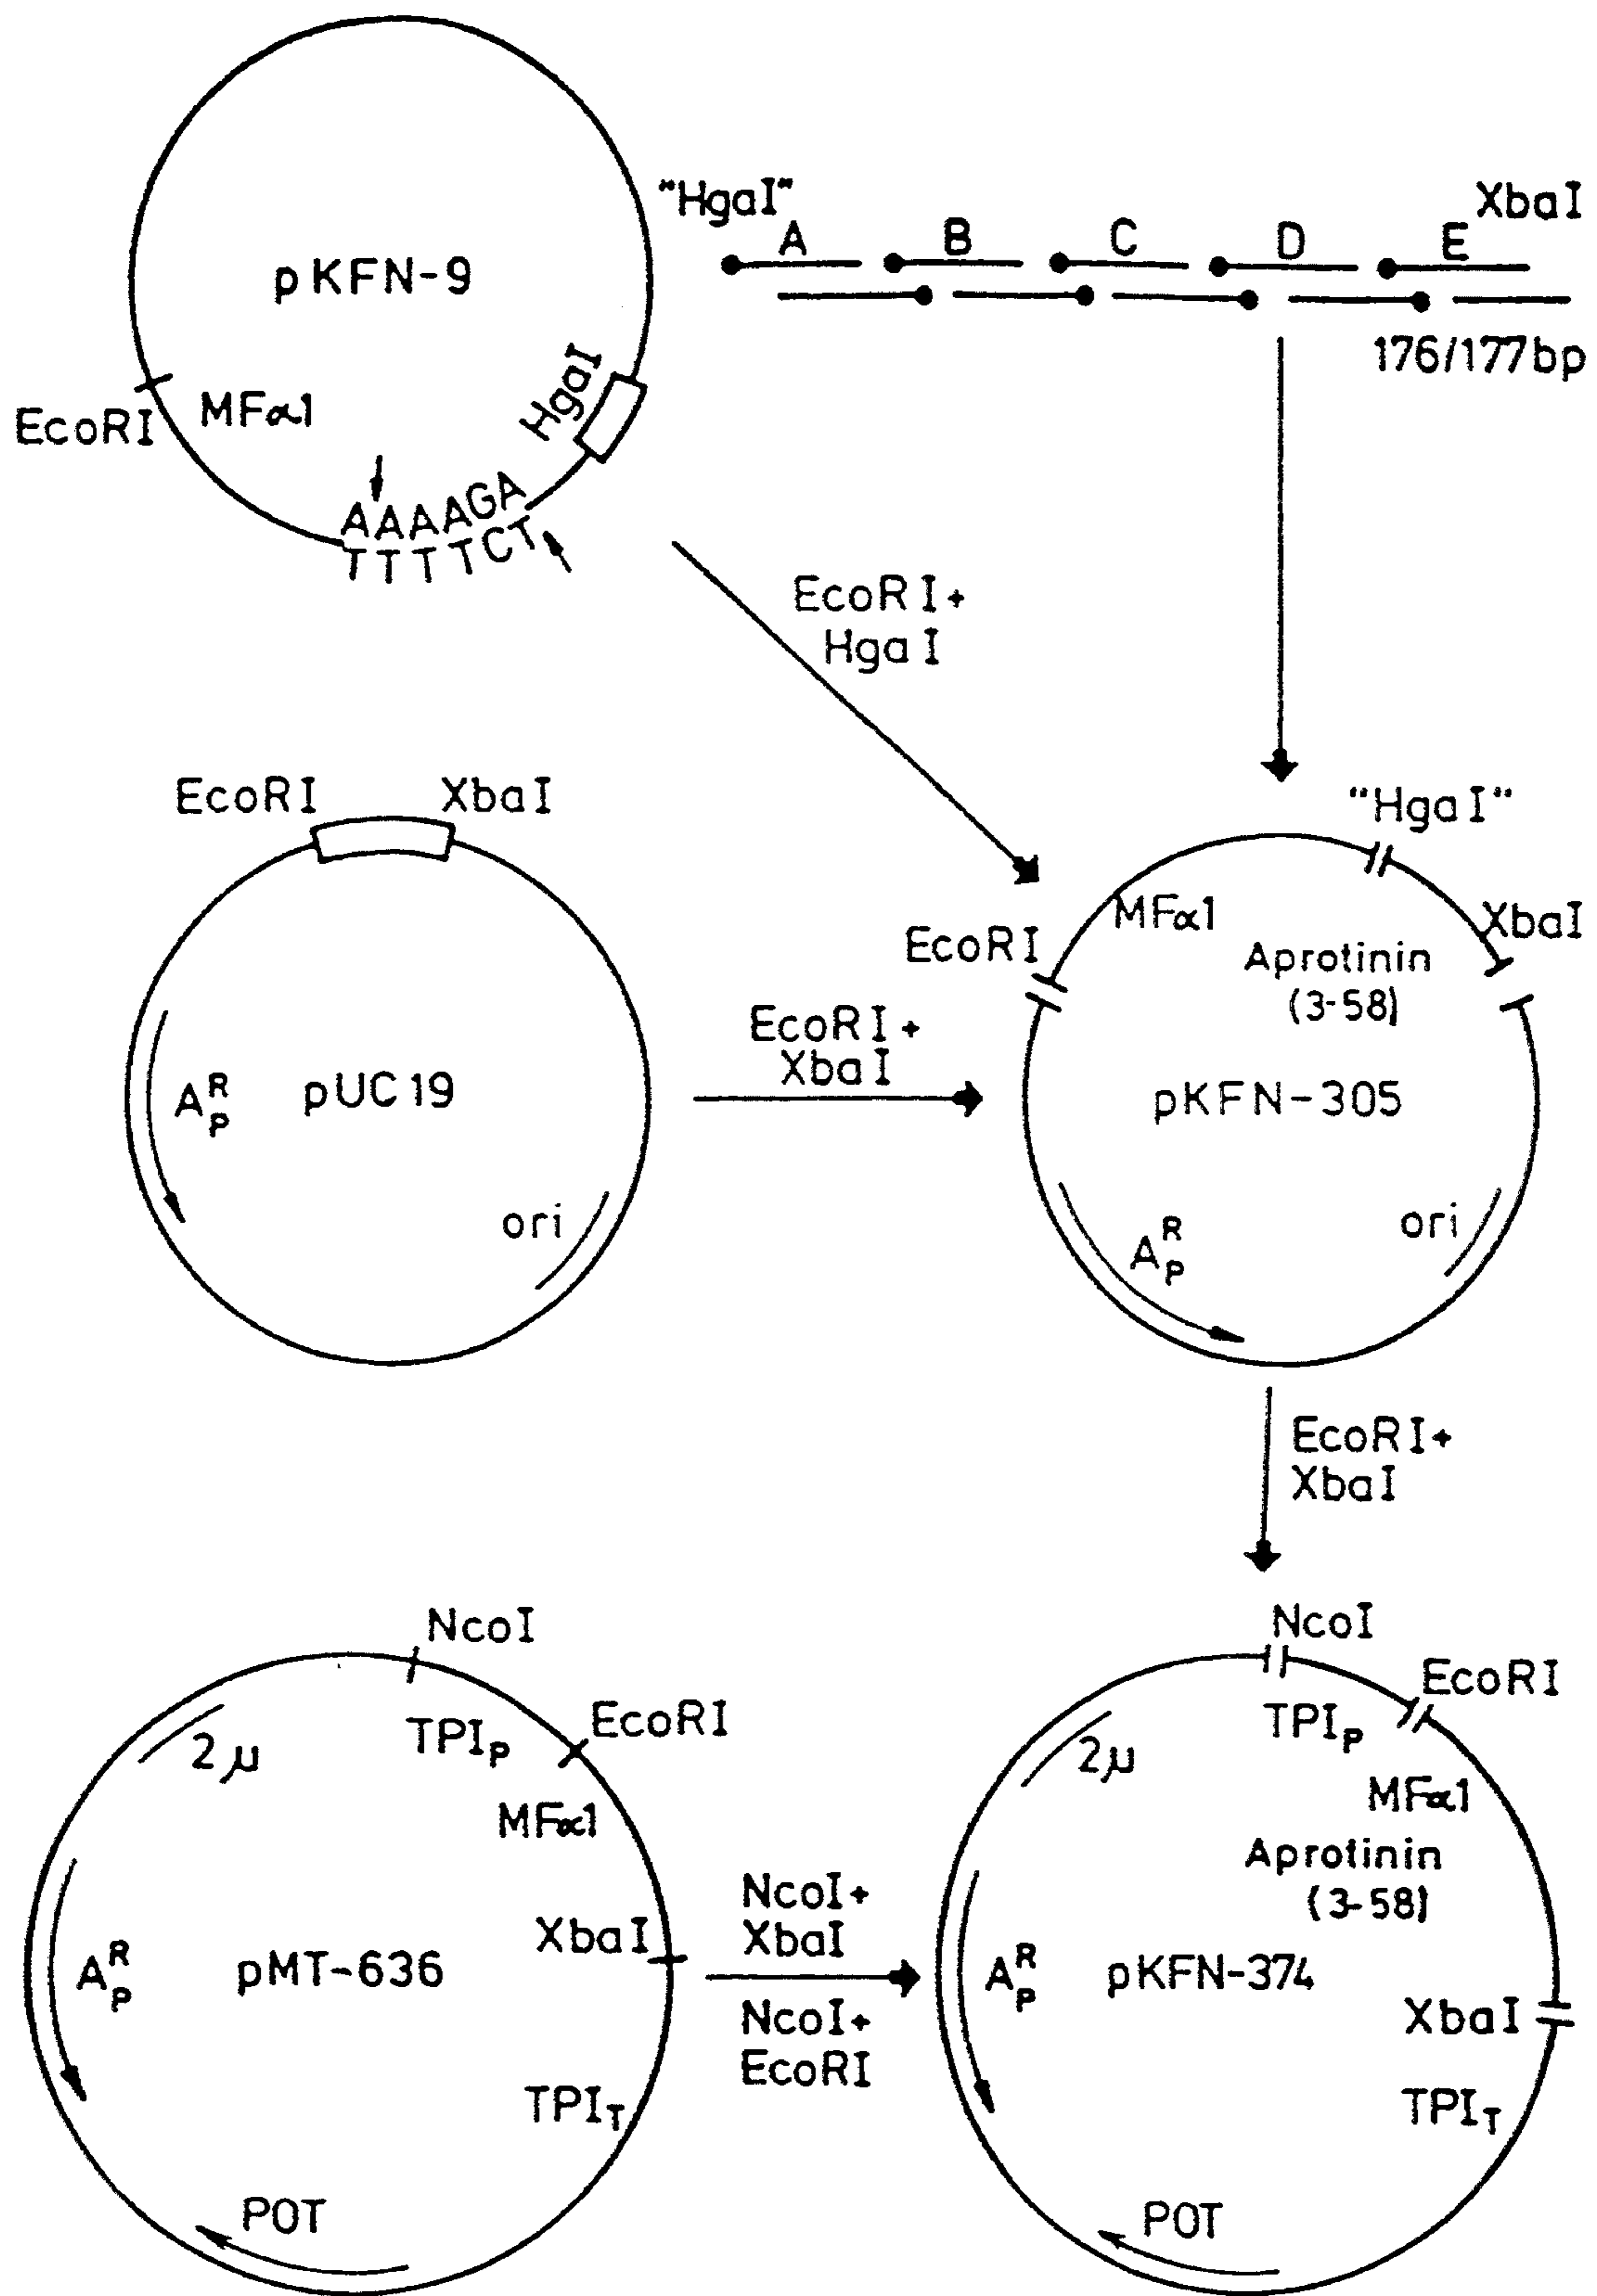 "HgaI"
XbaI
A B C D E
176/177bp
pKFN-9
HgaI
EcoRI
MFα1
AAAAGA
TTTTCT
EcoRI+
HgaI
EcoRI
XbaI
pUC19
A_P^R
ori
EcoRI+
XbaI
"HgaI"
MFα1
XbaI
EcoRI
Aprotinin
(3-58)
pKFN-305
A_P^R
ori
EcoRI+
XbaI
NcoI
EcoRI
TPI_P
2μ
MFα1
XbaI
A_P^R
pMT-636
TPI_T
POT
NcoI+
XbaI
NcoI+
EcoRI
NcoI
EcoRI
TPI_P
2μ
MFα1
Aprotinin
(3-58)
A_P^R
pKFN-374
XbaI
TPI_T
POT